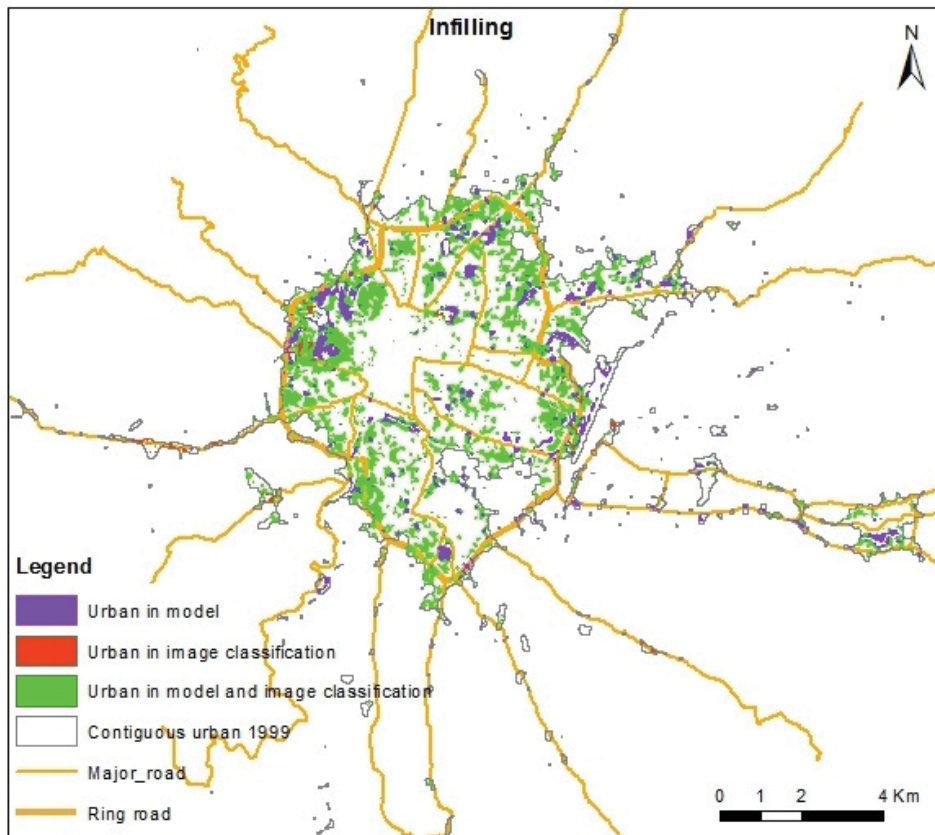 Infilling
N
Legend
Urban in model
Urban in image classification
Urban in model and image classification
Contiguous urban 1999
Major_road
Ring road
0 1 2 4 Km